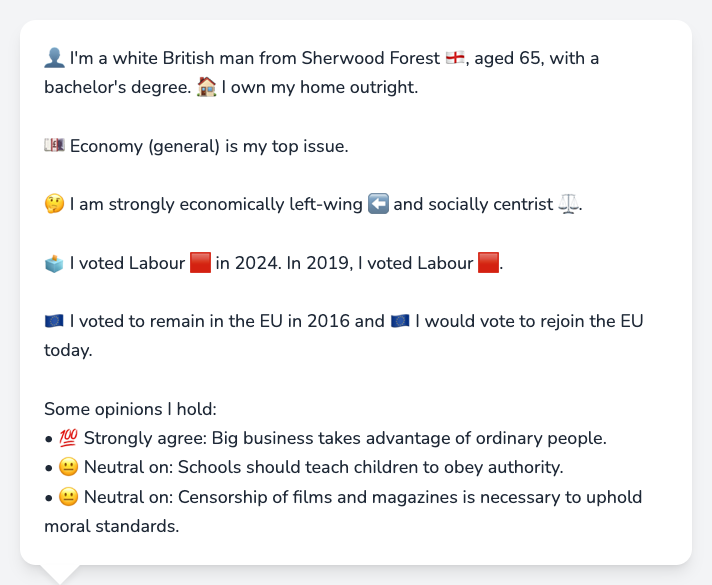 👤 I'm a white British man from Sherwood Forest 🏴󠁧󠁢󠁥󠁮󠁧󠁿, aged 65, with a
bachelor's degree. 🏠 I own my home outright.
💷 Economy (general) is my top issue.
🤔 I am strongly economically left-wing ⬅️ and socially centrist ⚖️.
🗳️ I voted Labour 🟥 in 2024. In 2019, I voted Labour 🟥.
🇪🇺 I voted to remain in the EU in 2016 and 🇪🇺 I would vote to rejoin the EU
today.
Some opinions I hold:
• 💯 Strongly agree: Big business takes advantage of ordinary people.
• 😐 Neutral on: Schools should teach children to obey authority.
• 😐 Neutral on: Censorship of films and magazines is necessary to uphold
moral standards.